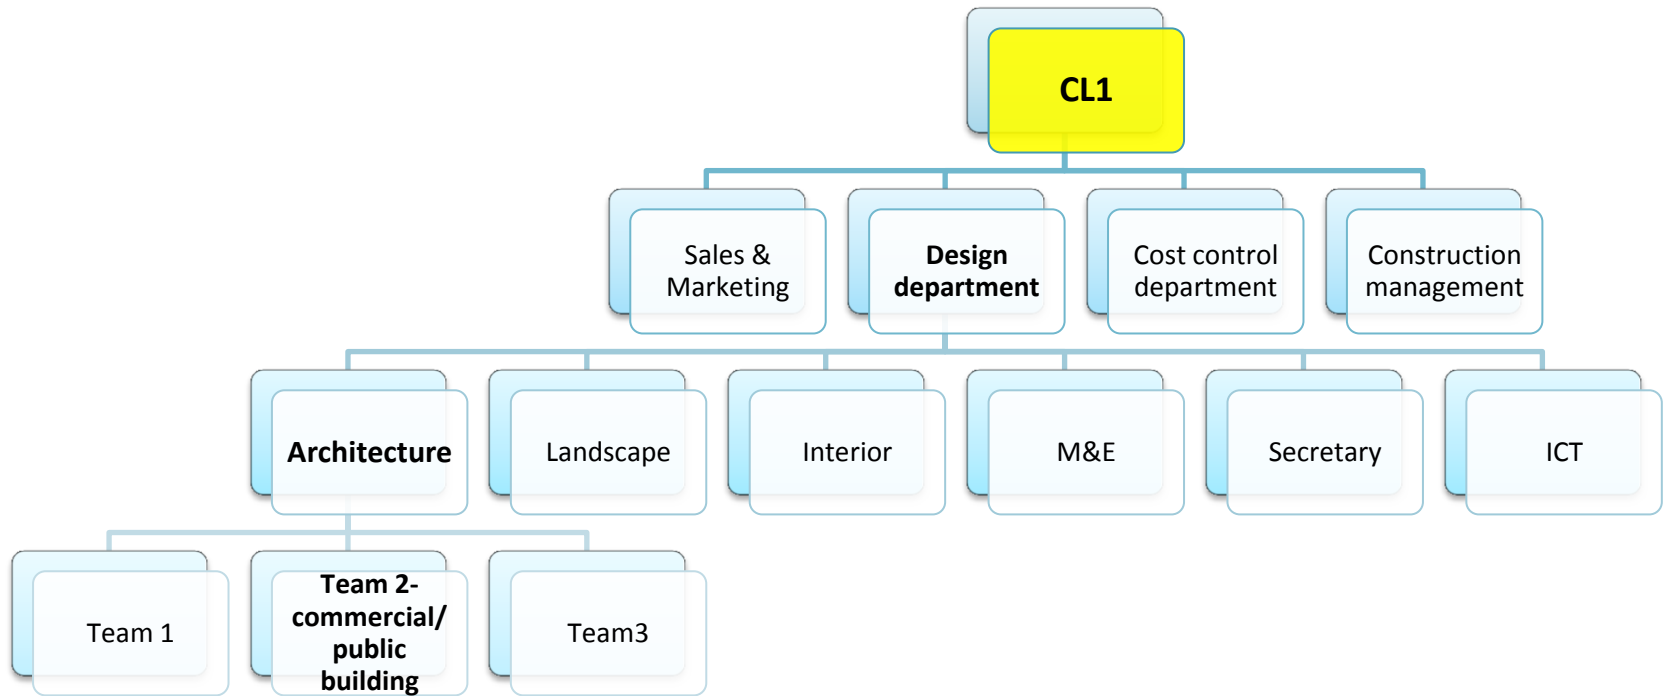 CL1
Sales &
Marketing
Design
department
Cost control
department
Construction
management
Architecture
Landscape
Interior
M&E
Secretary
ICT
Team 1
Team 2-
commercial/
public
building
Team3